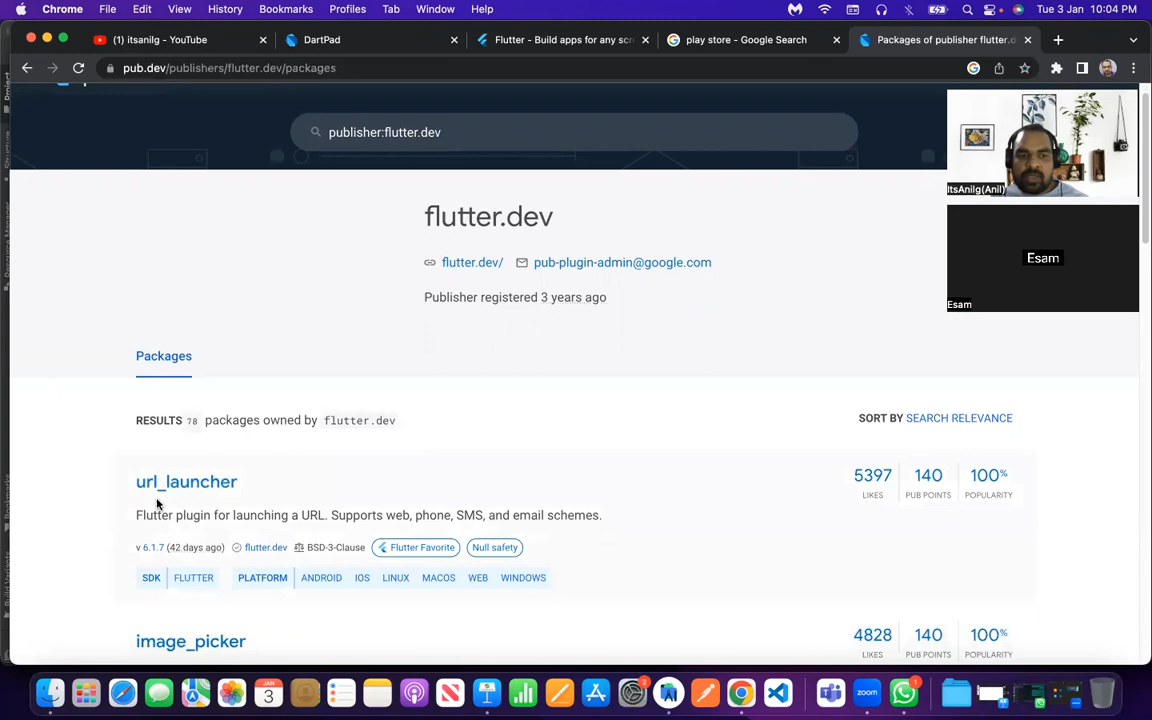 Chrome File Edit View History Bookmarks Profiles Tab Window Help Tue 3 Jan 10:04 PM
(1) itsanilg - YouTube DartPad Flutter - Build apps for any scr play store - Google Search Packages of publisher flutter.d
pub.dev/publishers/flutter.dev/packages
publisher:flutter.dev
ItsAnilg(Anil)
flutter.dev
flutter.dev/ pub-plugin-admin@google.com
Esam
Publisher registered 3 years ago
Esam
Packages
RESULTS 78 packages owned by flutter.dev SORT BY SEARCH RELEVANCE
url_launcher 5397 140 100%
LIKES PUB POINTS POPULARITY
Flutter plugin for launching a URL. Supports web, phone, SMS, and email schemes.
v 6.1.7 (42 days ago) flutter.dev BSD-3-Clause Flutter Favorite Null safety
SDK FLUTTER PLATFORM ANDROID IOS LINUX MACOS WEB WINDOWS
image_picker 4828 140 100%
LIKES PUB POINTS POPULARITY
JAN
3
2
zoom
1